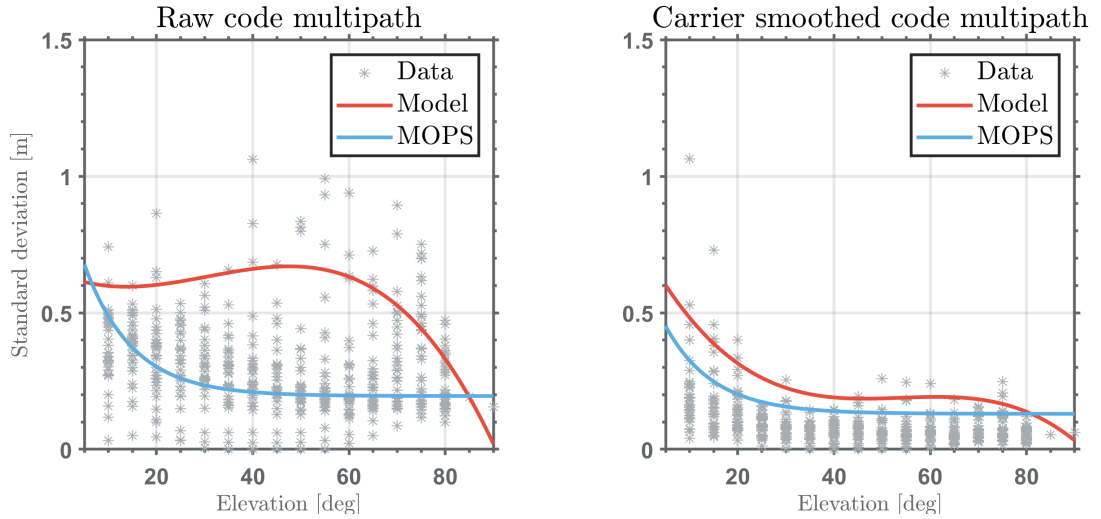 Raw code multipath
1.5
1
0.5
0
Standard deviation [m]
Data
Model
MOPS
20
40
60
80
Elevation [deg]
Carrier smoothed code multipath
1.5
1
0.5
0
Data
Model
MOPS
20
40
60
80
Elevation [deg]